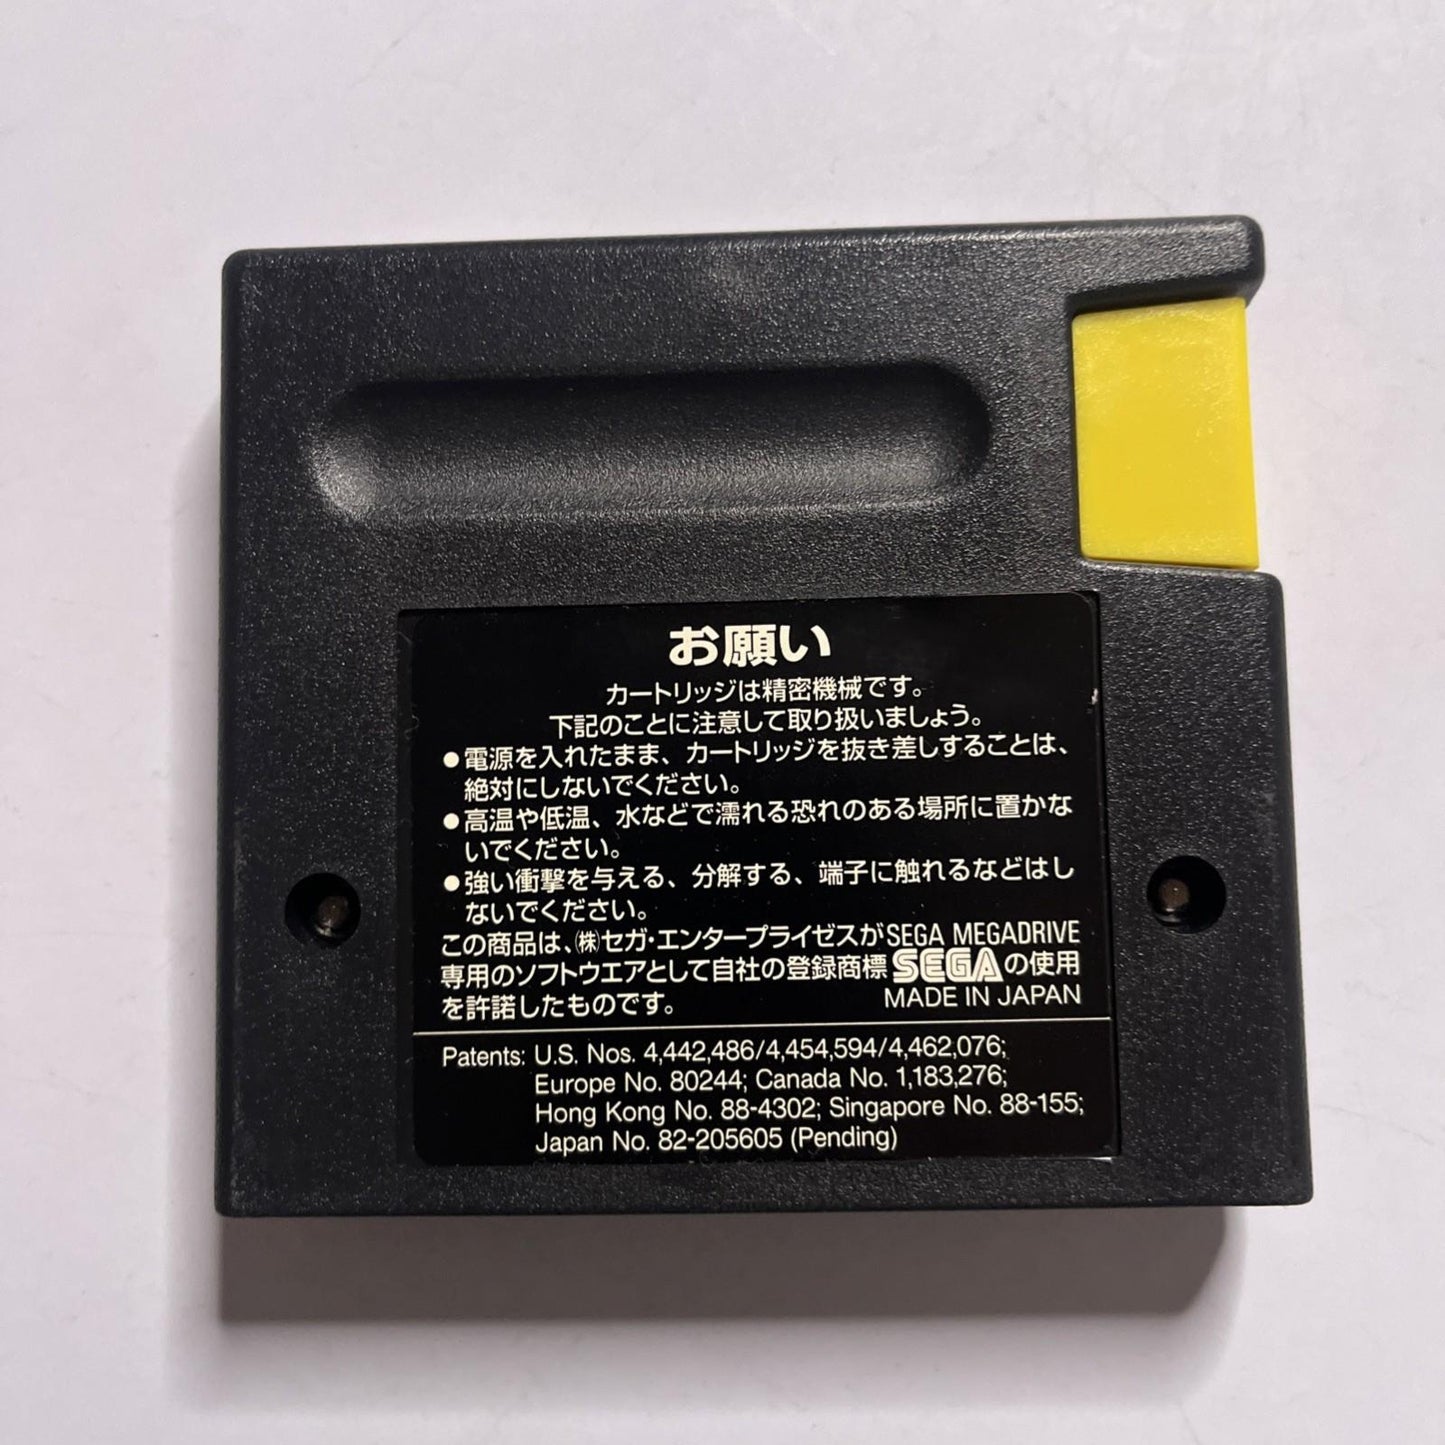 お願い
カートリッジは精密機械です。
下記のことに注意して取り扱いましょう。
●電源を入れたまま、カートリッジを抜き差しすることは、
絶対にしないでください。
●高温や低温、水などで濡れる恐れのある場所に置かな
いでください。
●強い衝撃を与える、分解する、端子に触れるなどはし
ないでください。
この商品は、㈱セガ・エンタープライゼスがSEGA MEGADRIVE
専用のソフトウエアとして自社の登録商標 SEGA の使用
を許諾したものです。 MADE IN JAPAN
Patents: U.S. Nos. 4,442,486/4,454,594/4,462,076;
Europe No. 80244; Canada No. 1,183,276;
Hong Kong No. 88-4302; Singapore No. 88-155;
Japan No. 82-205605 (Pending)